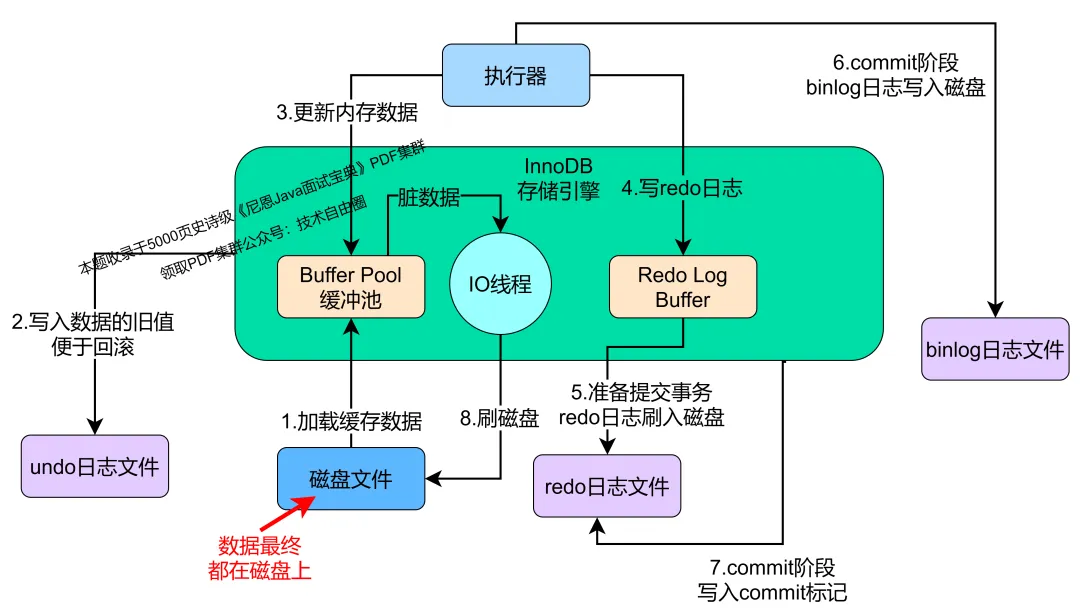 执行器
6.commit阶段
binlog日志写入磁盘
3.更新内存数据
InnoDB
存储引擎
4.写redo日志
脏数据
本题收录于5000页史诗级《尼恩Java面试宝典》PDF集群
领取PDF集群公众号：技术自由圈
Buffer Pool
缓冲池
IO线程
Redo Log
Buffer
2.写入数据的旧值
便于回滚
binlog日志文件
1.加载缓存数据
8.刷磁盘
5.准备提交事务
redo日志刷入磁盘
undo日志文件
磁盘文件
redo日志文件
数据最终
都在磁盘上
7.commit阶段
写入commit标记